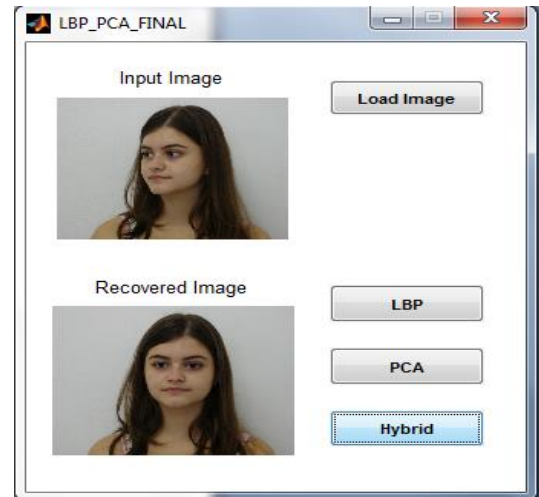 LBP_PCA_FINAL
Input Image
Load Image
Recovered Image
LBP
PCA
Hybrid